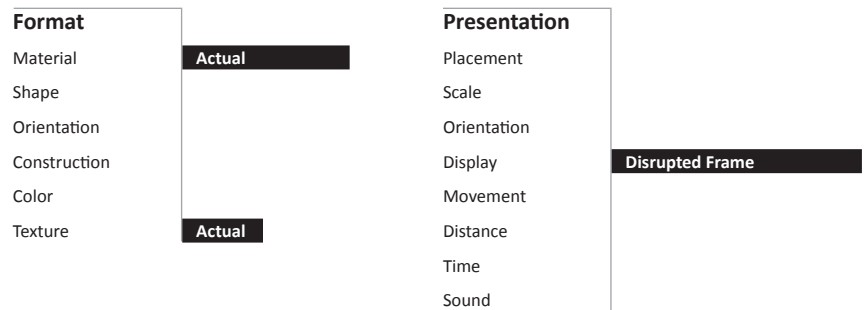 Format
Material Actual
Shape
Orientation
Construction
Color
Texture Actual
Presentation
Placement
Scale
Orientation
Display Disrupted Frame
Movement
Distance
Time
Sound